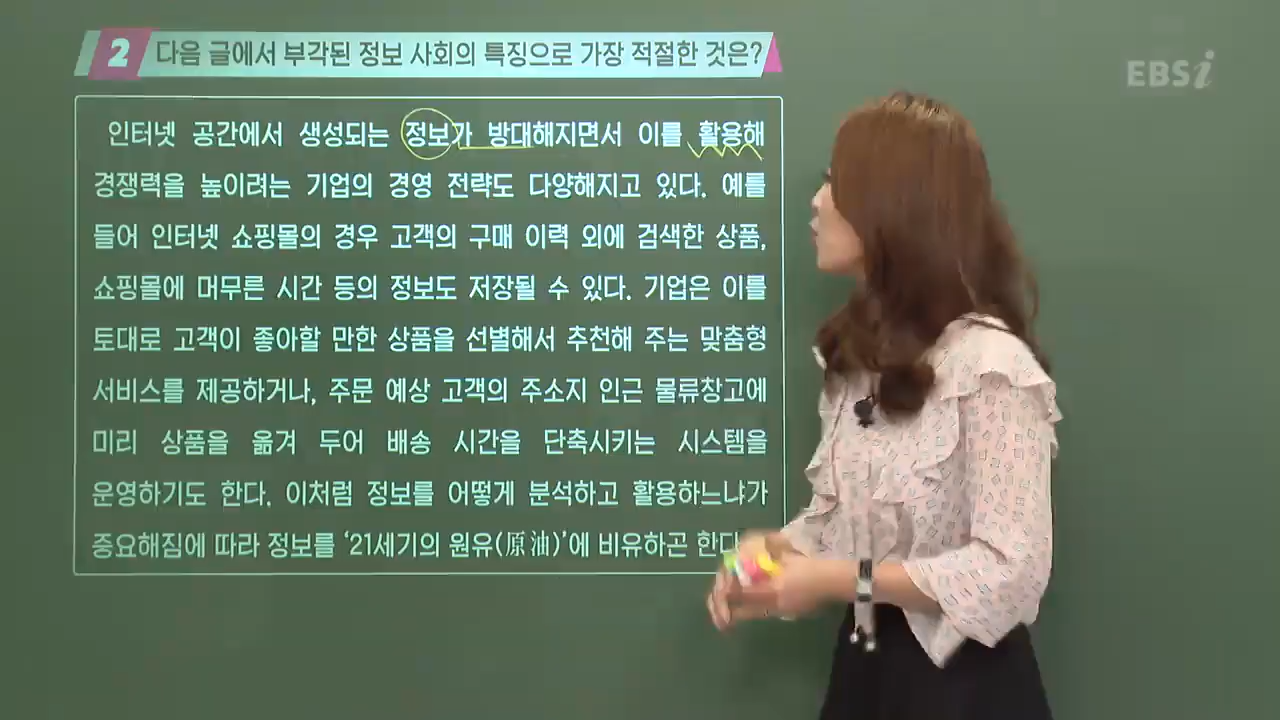 2 다음 글에서 부각된 정보 사회의 특징으로 가장 적절한 것은?
EBSi
인터넷 공간에서 생성되는 정보가 방대해지면서 이를 활용해
경쟁력을 높이려는 기업의 경영 전략도 다양해지고 있다. 예를
들어 인터넷 쇼핑몰의 경우 고객의 구매 이력 외에 검색한 상품,
쇼핑몰에 머무른 시간 등의 정보도 저장될 수 있다. 기업은 이를
토대로 고객이 좋아할 만한 상품을 선별해서 추천해 주는 맞춤형
서비스를 제공하거나, 주문 예상 고객의 주소지 인근 물류창고에
미리 상품을 옮겨 두어 배송 시간을 단축시키는 시스템을
운영하기도 한다. 이처럼 정보를 어떻게 분석하고 활용하느냐가
중요해짐에 따라 정보를 ‘21세기의 원유(原油)’에 비유하곤 한다